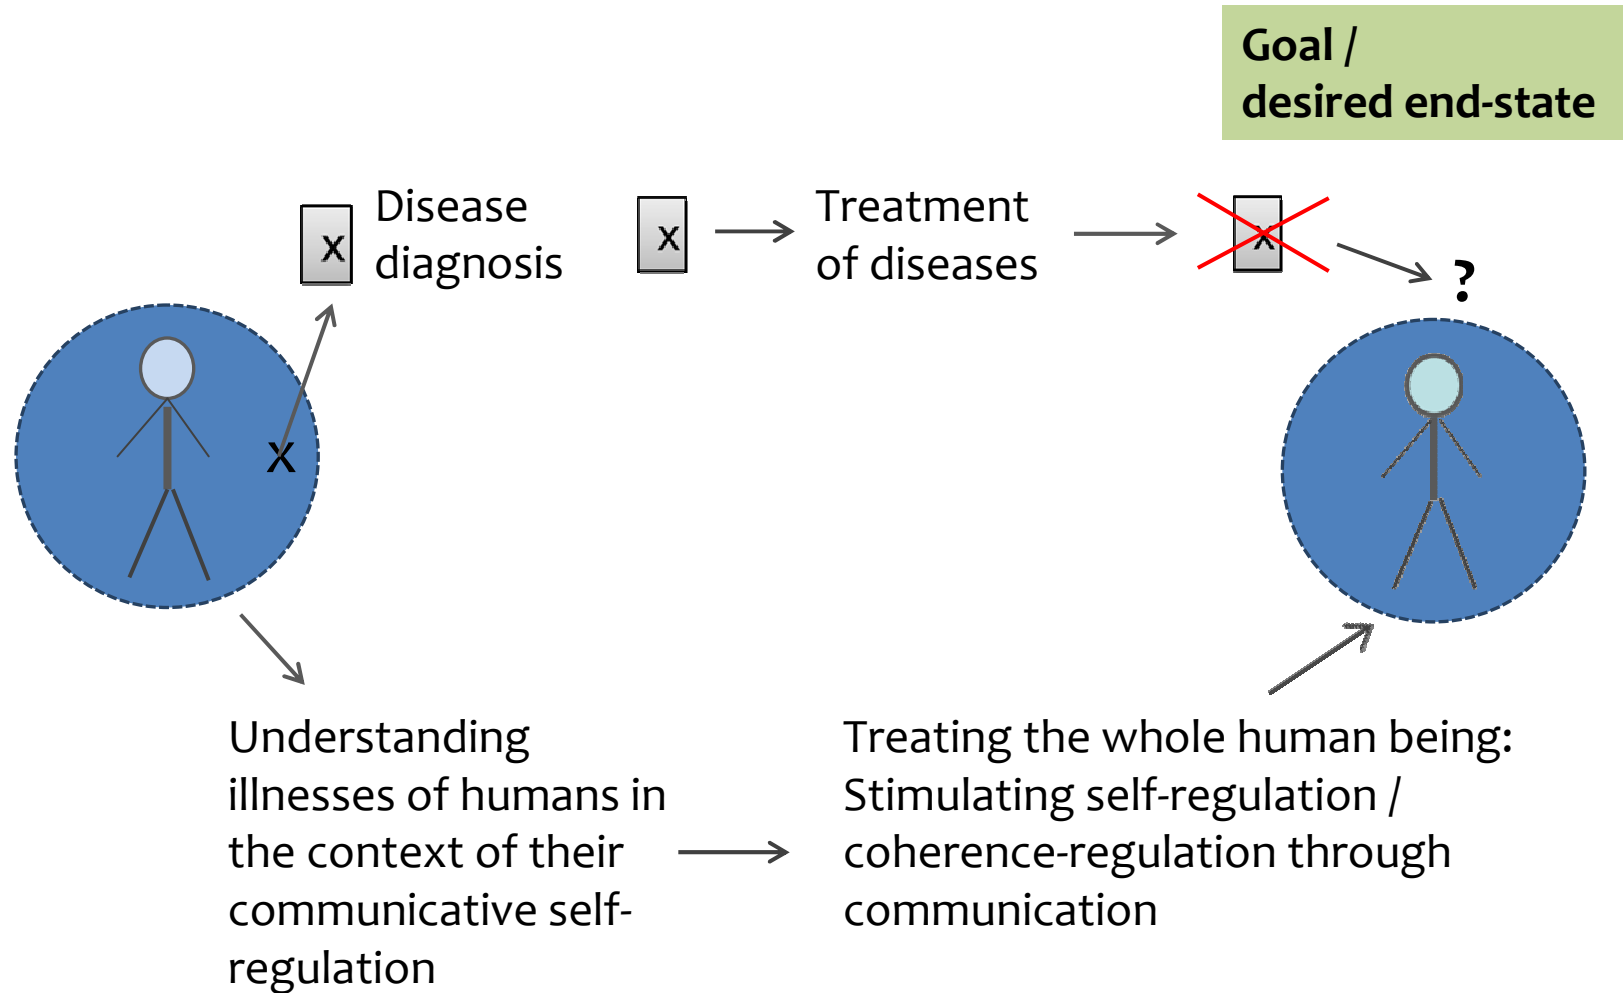 Goal /
desired end-state
x
Disease
diagnosis
x
Treatment
of diseases
x
?
x
Understanding
illnesses of humans in
the context of their
communicative self-
regulation
Treating the whole human being:
Stimulating self-regulation /
coherence-regulation through
communication